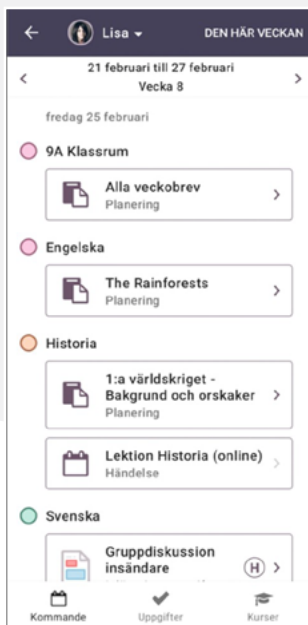 Lisa
DEN HÄR VECKAN
21 februari till 27 februari
Vecka 8
fredag 25 februari
9A Klassrum
Alla veckobrev
Planering
Engelska
The Rainforests
Planering
Historia
1:a världskriget -
Bakgrund och orskaker
Planering
Lektion Historia (online)
Händelse
Svenska
Gruppdiskussion
insändare
H
Kommande
Uppgifter
Kurser